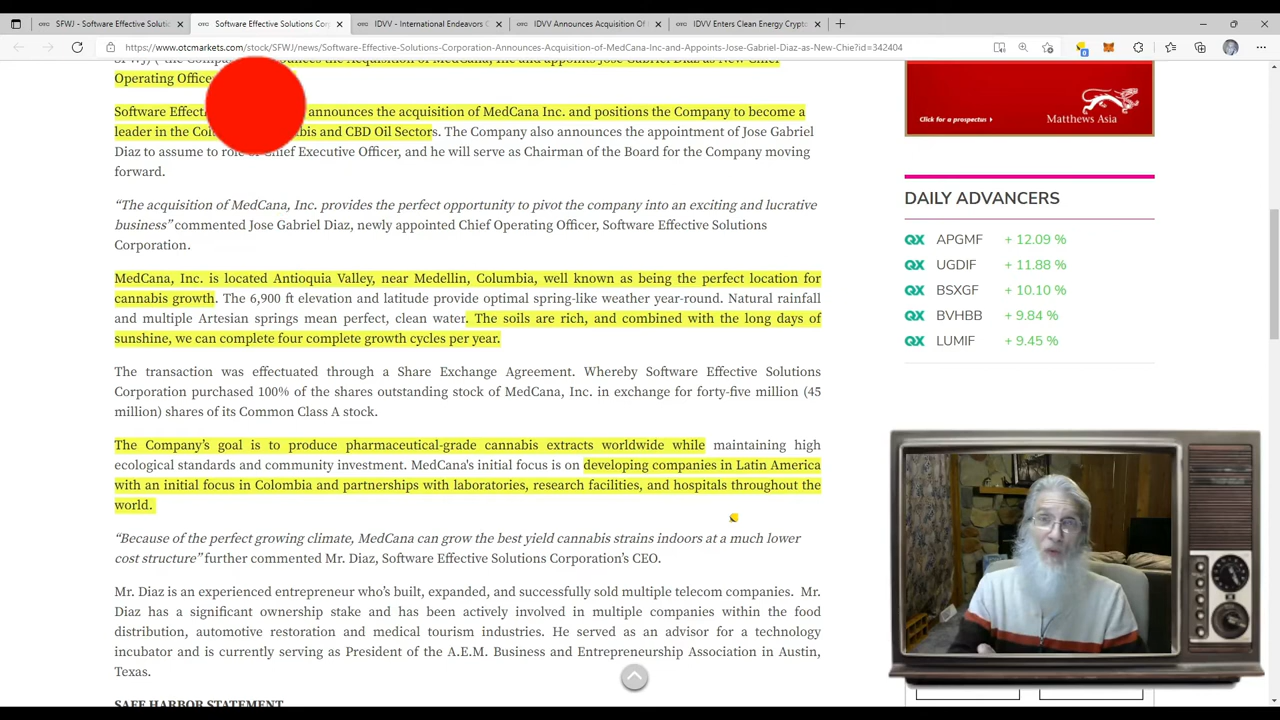 SFWJ - Software Effective Soluti
Software Effective Solutions Cor
IDVV - International Endeavors C
IDVV Announces Acquisition Of
IDVV Enters Clean Energy Crypto
https://www.otcmarkets.com/stock/SFWJ/news/Software-Effective-Solutions-Corporation-Announces-Acquisition-of-MedCana-Inc-and-Appoints-Jose-Gabriel-Diaz-as-New-Chie?id=342404
the Acquisition of MedCana, Inc and appoints Jose Gabriel Diaz as New Chief
Operating Office
Software Effect announces the acquisition of MedCana Inc. and positions the Company to become a
leader in the Co and CBD Oil Sectors. The Company also announces the appointment of Jose Gabriel
Diaz to assume to role of Chief Executive Officer, and he will serve as Chairman of the Board for the Company moving
forward.
“The acquisition of MedCana, Inc. provides the perfect opportunity to pivot the company into an exciting and lucrative
business” commented Jose Gabriel Diaz, newly appointed Chief Operating Officer, Software Effective Solutions
Corporation.
MedCana, Inc. is located Antioquia Valley, near Medellin, Columbia, well known as being the perfect location for
cannabis growth. The 6,900 ft elevation and latitude provide optimal spring-like weather year-round. Natural rainfall
and multiple Artesian springs mean perfect, clean water. The soils are rich, and combined with the long days of
sunshine, we can complete four complete growth cycles per year.
The transaction was effectuated through a Share Exchange Agreement. Whereby Software Effective Solutions
Corporation purchased 100% of the shares outstanding stock of MedCana, Inc. in exchange for forty-five million (45
million) shares of its Common Class A stock.
The Company’s goal is to produce pharmaceutical-grade cannabis extracts worldwide while maintaining high
ecological standards and community investment. MedCana's initial focus is on developing companies in Latin America
with an initial focus in Colombia and partnerships with laboratories, research facilities, and hospitals throughout the
world.
“Because of the perfect growing climate, MedCana can grow the best yield cannabis strains indoors at a much lower
cost structure” further commented Mr. Diaz, Software Effective Solutions Corporation’s CEO.
Mr. Diaz is an experienced entrepreneur who’s built, expanded, and successfully sold multiple telecom companies. Mr.
Diaz has a significant ownership stake and has been actively involved in multiple companies within the food
distribution, automotive restoration and medical tourism industries. He served as an advisor for a technology
incubator and is currently serving as President of the A.E.M. Business and Entrepreneurship Association in Austin,
Texas.
SAFE HARBOR STATEMENT
Click for a prospectus
Matthews Asia
DAILY ADVANCERS
QX APGMF + 12.09 %
QX UGDIF + 11.88 %
QX BSXGF + 10.10 %
QX BVHBB + 9.84 %
QX LUMIF + 9.45 %